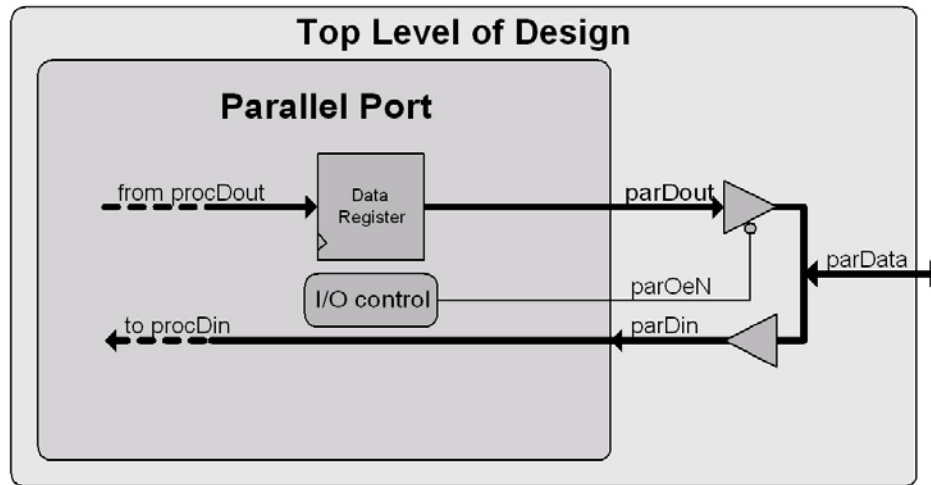 Top Level of Design
Parallel Port
from procDout
Data
Register
parDout
parData
I/O control
parOeN
to procDin
parDin